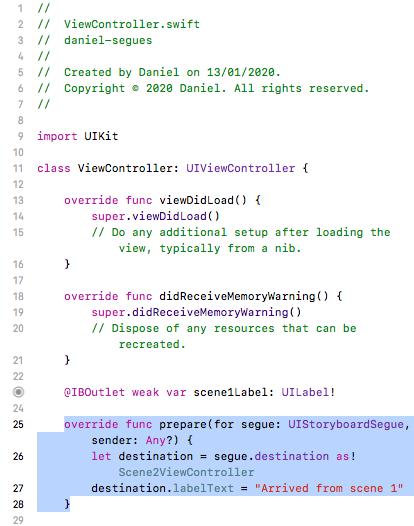 1 //
2 // ViewController.swift
3 // daniel-segues
4 //
5 // Created by Daniel on 13/01/2020.
6 // Copyright © 2020 Daniel. All rights reserved.
7 //
8
9 import UIKit
10
11 class ViewController: UIViewController {
12
13 override func viewDidLoad() {
14 super.viewDidLoad()
15 // Do any additional setup after loading the
view, typically from a nib.
16 }
17
18 override func didReceiveMemoryWarning() {
19 super.didReceiveMemoryWarning()
20 // Dispose of any resources that can be
recreated.
21 }
22
@IBOutlet weak var scene1Label: UILabel!
24
25 override func prepare(for segue: UIStoryboardSegue,
sender: Any?) {
26 let destination = segue.destination as!
Scene2ViewController
27 destination.labelText = "Arrived from scene 1"
28 }
29